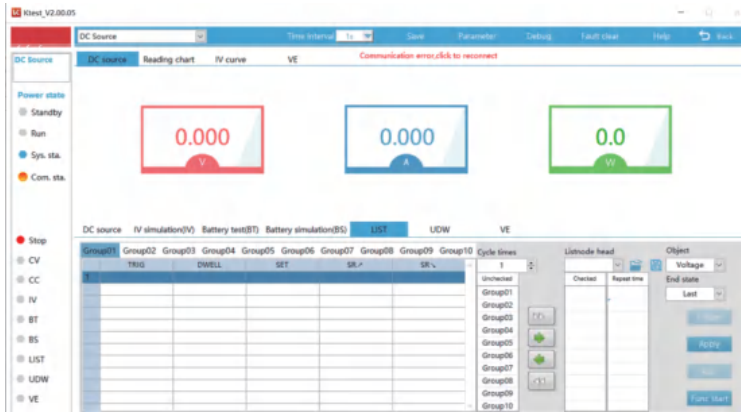 Ktest_V2.00.05
DC Source
Time Interval 1s Save Parameter Debug Fault clear Help Back
DC Source
DC source Reading chart IV curve VE
Communication error,click to reconnect
Power state
Standby
Run
Sys. sta.
Com. sta.
0.000
V
0.000
A
0.0
W
DC source IV simulation(IV) Battery test(BT) Battery simulation(BS) LIST UDW VE
Stop
CV
CC
IV
BT
BS
LIST
UDW
VE
Group01 Group02 Group03 Group04 Group05 Group06 Group07 Group08 Group09 Group10
TRIG DWELL SET SR↗ SR↘
1
Cycle times
1
Unchecked
Group01
Group02
Group03
Group04
Group05
Group06
Group07
Group08
Group09
Group10
Listnode head
Checked Repeat time
Object
Voltage
End state
Last
Apply
Func Start